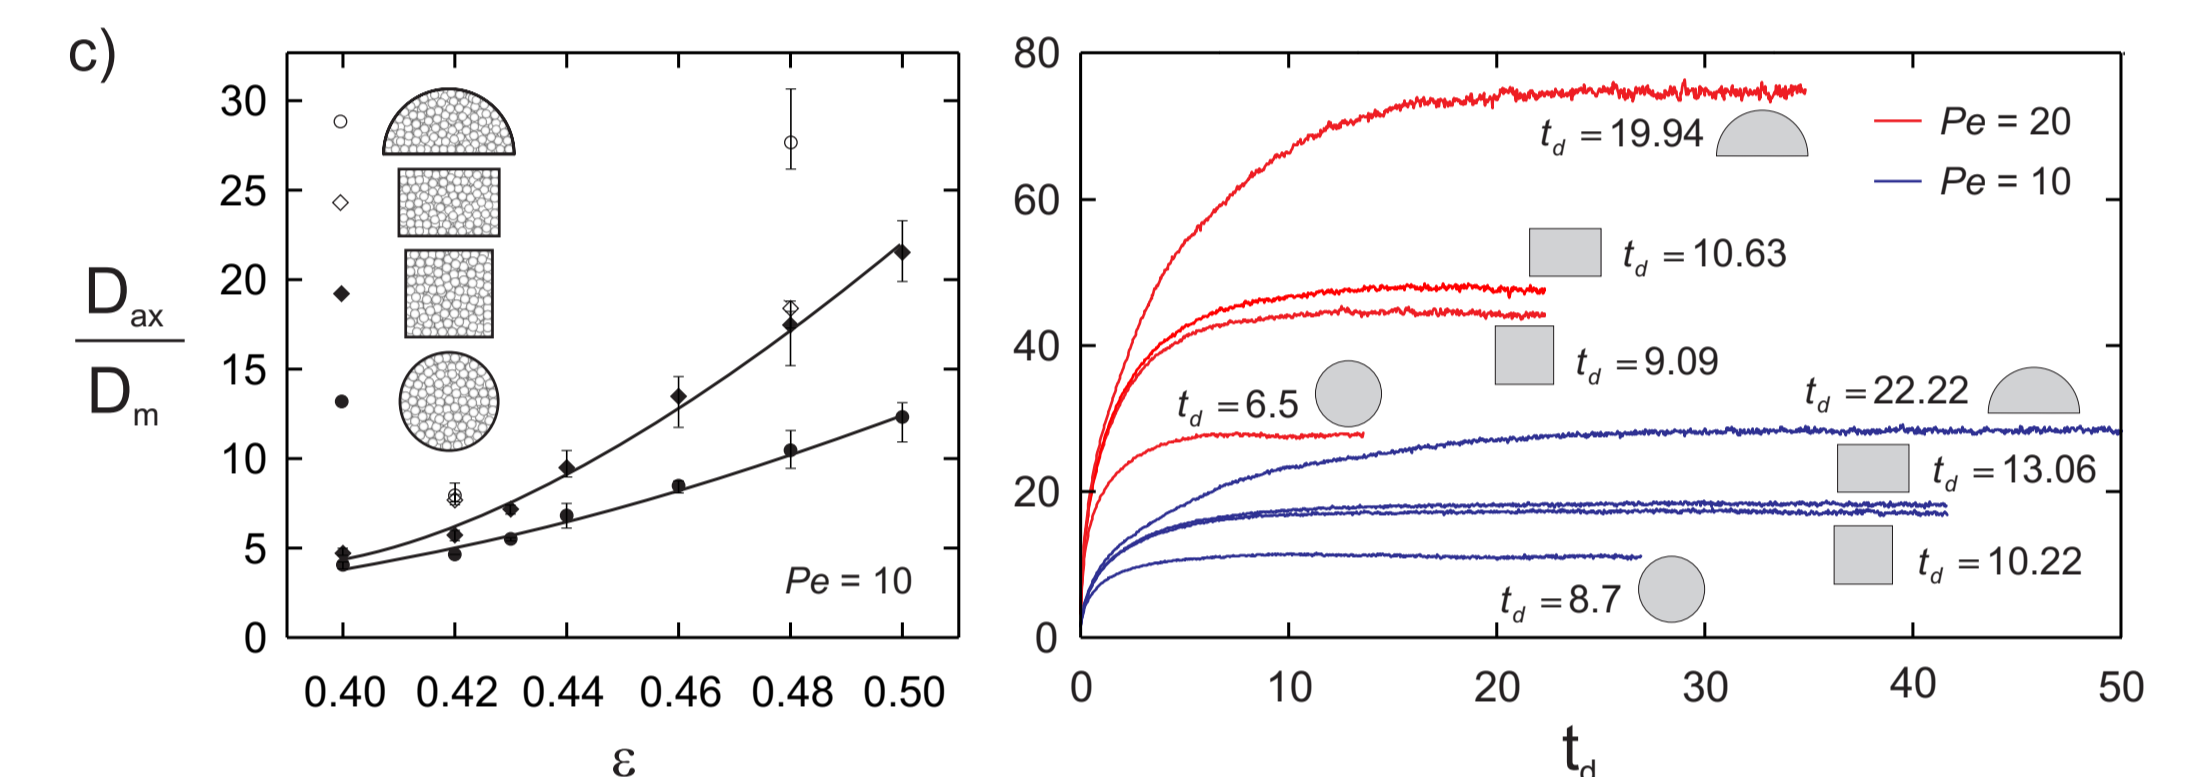 c)
D_ax
D_m
30
25
20
15
10
5
0
0.40 0.42 0.44 0.46 0.48 0.50
ε
Pe = 10
80
60
40
20
0
0 10 20 30 40 50
t_d
Pe = 20
Pe = 10
t_d = 19.94
t_d = 10.63
t_d = 9.09
t_d = 6.5
t_d = 22.22
t_d = 13.06
t_d = 10.22
t_d = 8.7